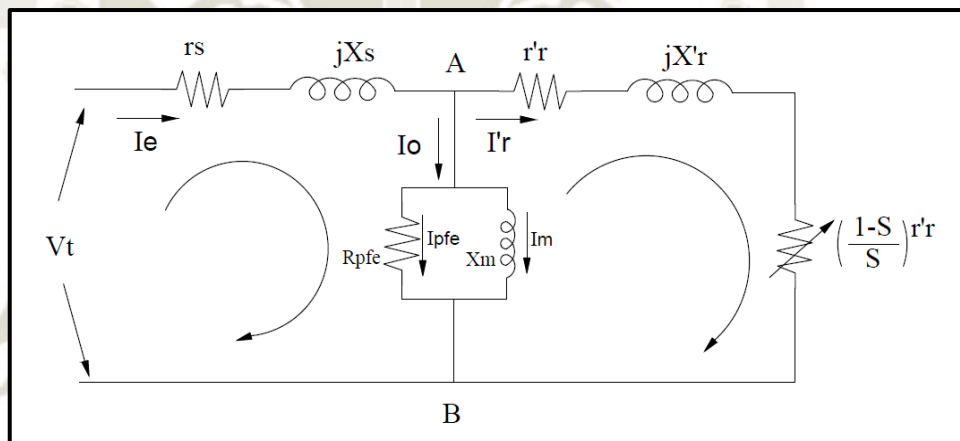 rs
jXs
A
r'r
jX'r
Ie
Io
I'r
Vt
Rpfe
Ipfe
Xm
Im
(1-S/S)r'r
B